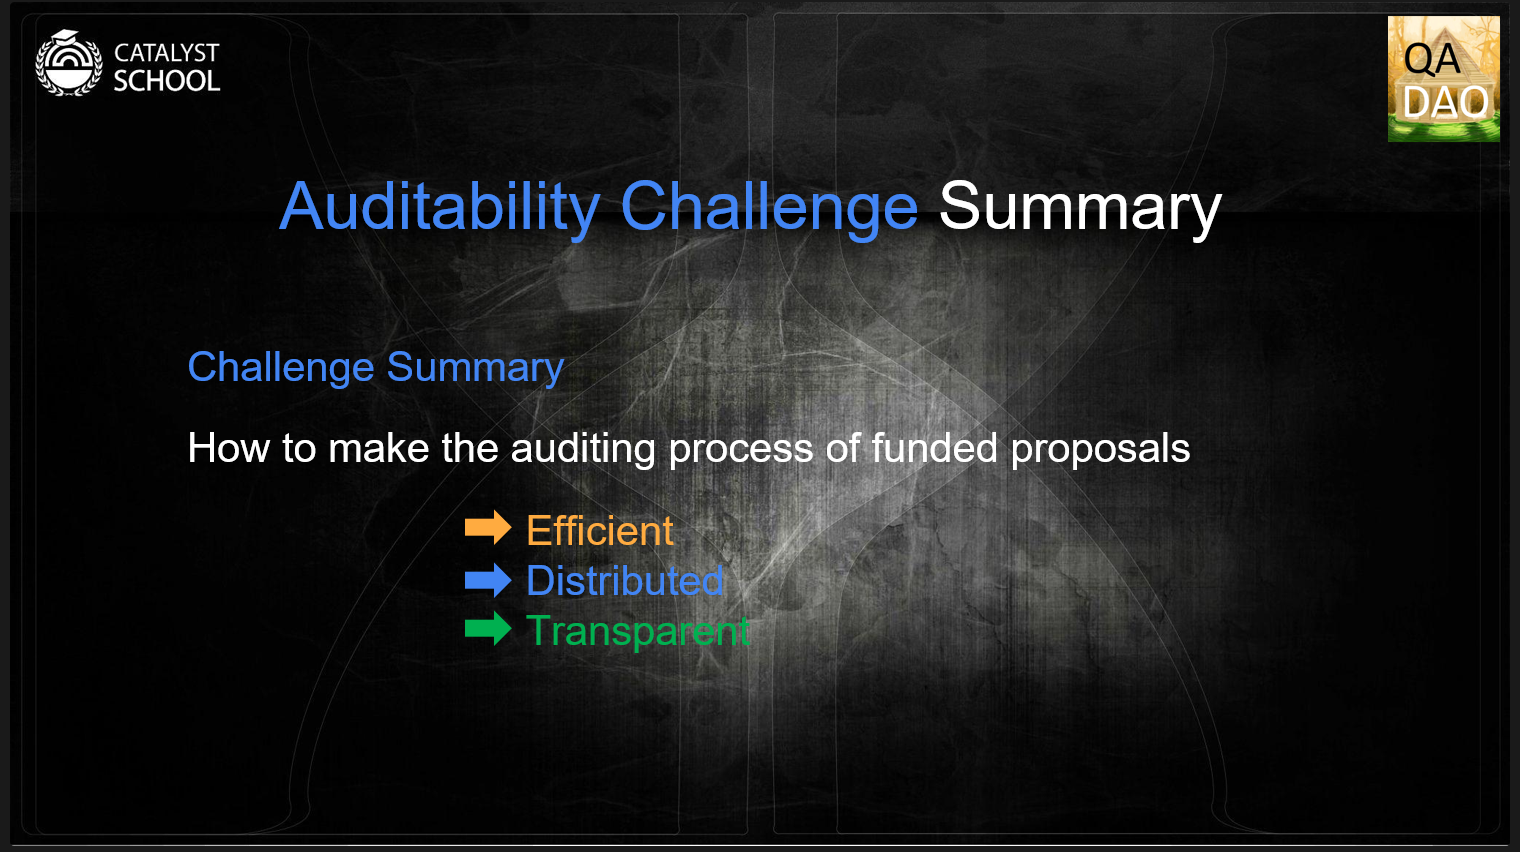 CATALYST
SCHOOL
QA
DAO
Auditability Challenge Summary
Challenge Summary
How to make the auditing process of funded proposals
Efficient
Distributed
Transparent